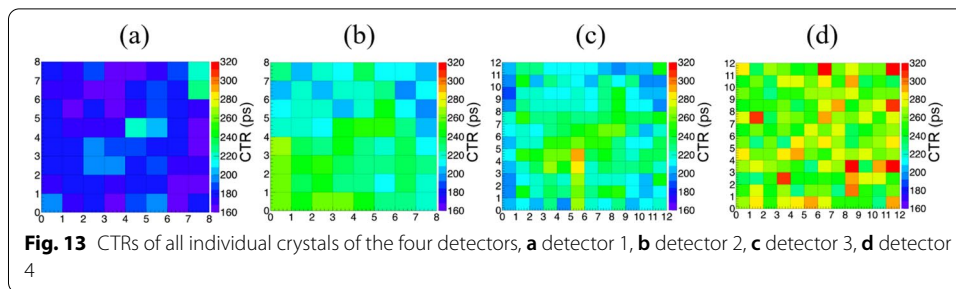 (a) (b) (c) (d)
8 7 6 5 4 3 2 1 0
0 1 2 3 4 5 6 7 8
320 300 280 260 240 220 200 180 160
CTR (ps)
8 7 6 5 4 3 2 1 0
0 1 2 3 4 5 6 7 8
320 300 280 260 240 220 200 180 160
CTR (ps)
12 11 10 9 8 7 6 5 4 3 2 1 0
0 1 2 3 4 5 6 7 8 9 10 11 12
320 300 280 260 240 220 200 180 160
CTR (ps)
12 11 10 9 8 7 6 5 4 3 2 1 0
0 1 2 3 4 5 6 7 8 9 10 11 12
320 300 280 260 240 220 200 180 160
CTR (ps)
Fig. 13 CTRs of all individual crystals of the four detectors, a detector 1, b detector 2, c detector 3, d detector
4